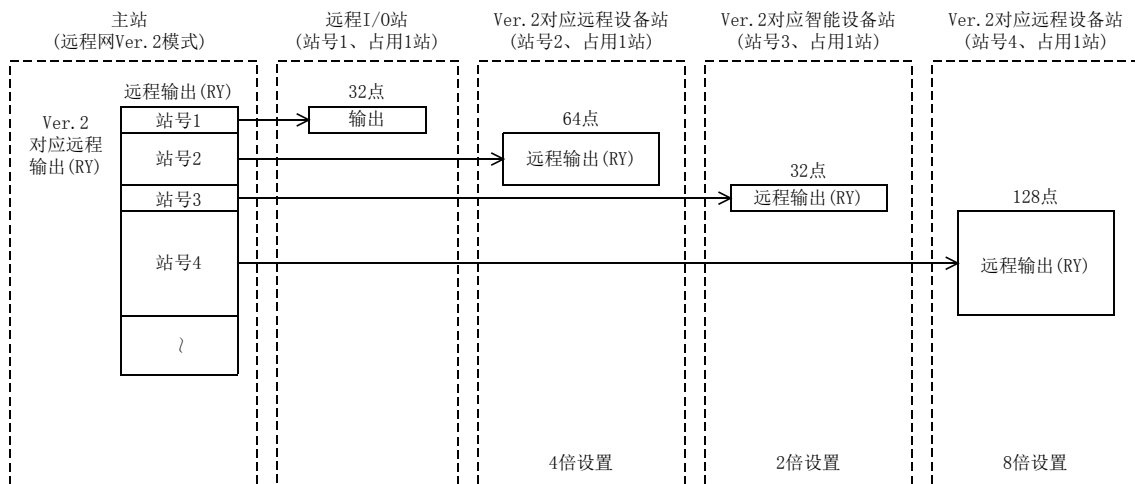 主站
(远程网Ver.2模式)
远程I/O站
(站号1、占用1站)
Ver.2对应远程设备站
(站号2、占用1站)
Ver.2对应智能设备站
(站号3、占用1站)
Ver.2对应远程设备站
(站号4、占用1站)
远程输出(RY)
Ver.2
对应远程
输出(RY)
站号1
站号2
站号3
站号4
~
32点
输出
64点
远程输出(RY)
32点
远程输出(RY)
128点
远程输出(RY)
4倍设置
2倍设置
8倍设置